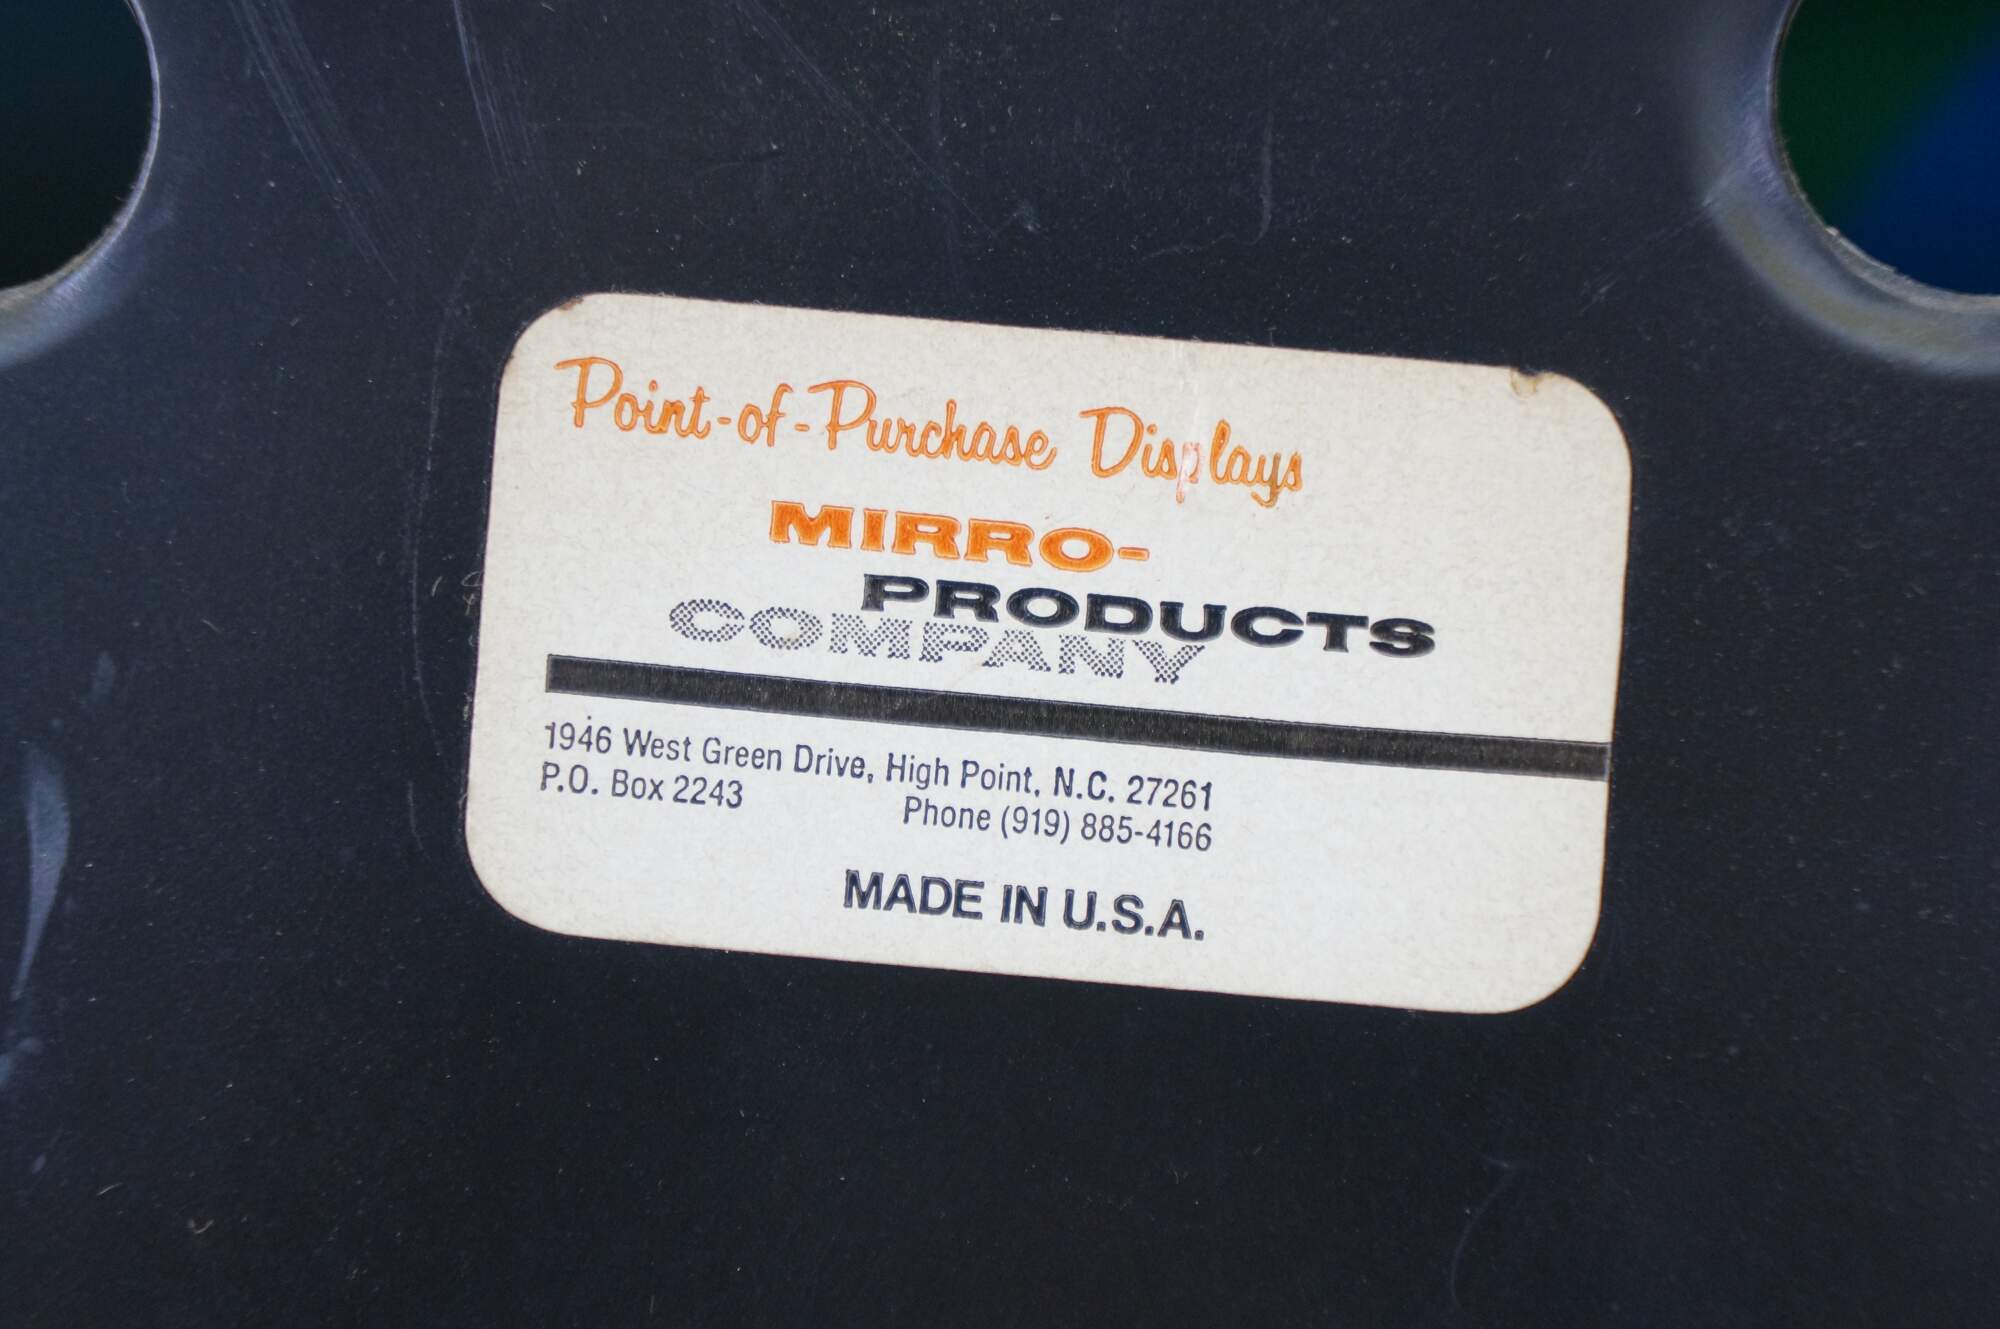 Point-of-Purchase Displays
MIRRO-
PRODUCTS
COMPANY
1946 West Green Drive, High Point, N.C. 27261
P.O. Box 2243 Phone (919) 885-4166
MADE IN U.S.A.